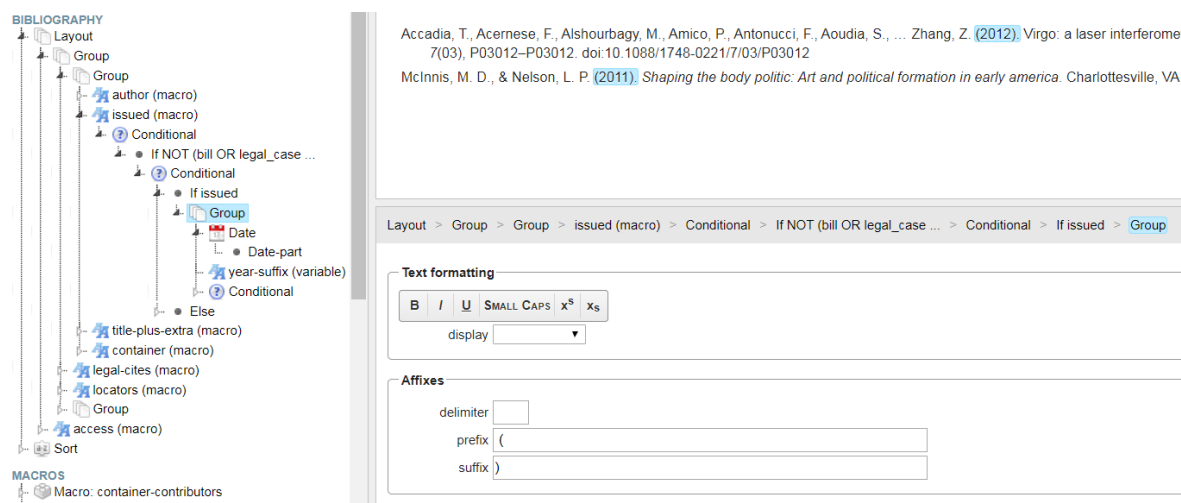 BIBLIOGRAPHY
Layout
Group
Group
author (macro)
issued (macro)
Conditional
If NOT (bill OR legal_case ...
Conditional
If issued
Group
Date
Date-part
year-suffix (variable)
Conditional
Else
title-plus-extra (macro)
container (macro)
legal-cites (macro)
locators (macro)
Group
access (macro)
a-z Sort
MACROS
Macro: container-contributors
Accadia, T., Acernese, F., Alshourbagy, M., Amico, P., Antonucci, F., Aoudia, S., … Zhang, Z. (2012). Virgo: a laser interferome
7(03), P03012–P03012. doi:10.1088/1748-0221/7/03/P03012
McInnis, M. D., & Nelson, L. P. (2011). Shaping the body politic: Art and political formation in early america. Charlottesville, VA
Layout > Group > Group > issued (macro) > Conditional > If NOT (bill OR legal_case ... > Conditional > If issued > Group
Text formatting
B I U SMALL CAPS xS xS
display
Affixes
delimiter
prefix (
suffix )